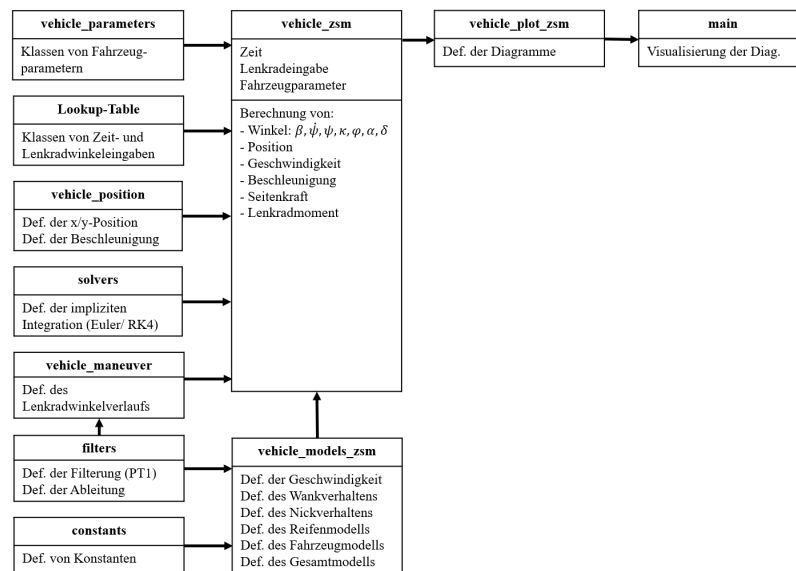 vehicle_parameters
Klassen von Fahrzeug-
parametern
Lookup-Table
Klassen von Zeit- und
Lenkradwinkeleingaben
vehicle_position
Def. der x/y-Position
Def. der Beschleunigung
solvers
Def. der impliziten
Integration (Euler/ RK4)
vehicle_maneuver
Def. des
Lenkradwinkelverlaufs
filters
Def. der Filterung (PT1)
Def. der Ableitung
constants
Def. von Konstanten
vehicle_zsm
Zeit
Lenkradeingabe
Fahrzeugparameter
Berechnung von:
- Winkel: β, ψ̇, ψ, κ, φ, α, δ
- Position
- Geschwindigkeit
- Beschleunigung
- Seitenkraft
- Lenkradmoment
vehicle_models_zsm
Def. der Geschwindigkeit
Def. des Wankverhaltens
Def. des Nickverhaltens
Def. des Reifenmodells
Def. des Fahrzeugmodells
Def. des Gesamtmodells
vehicle_plot_zsm
Def. der Diagramme
main
Visualisierung der Diag.